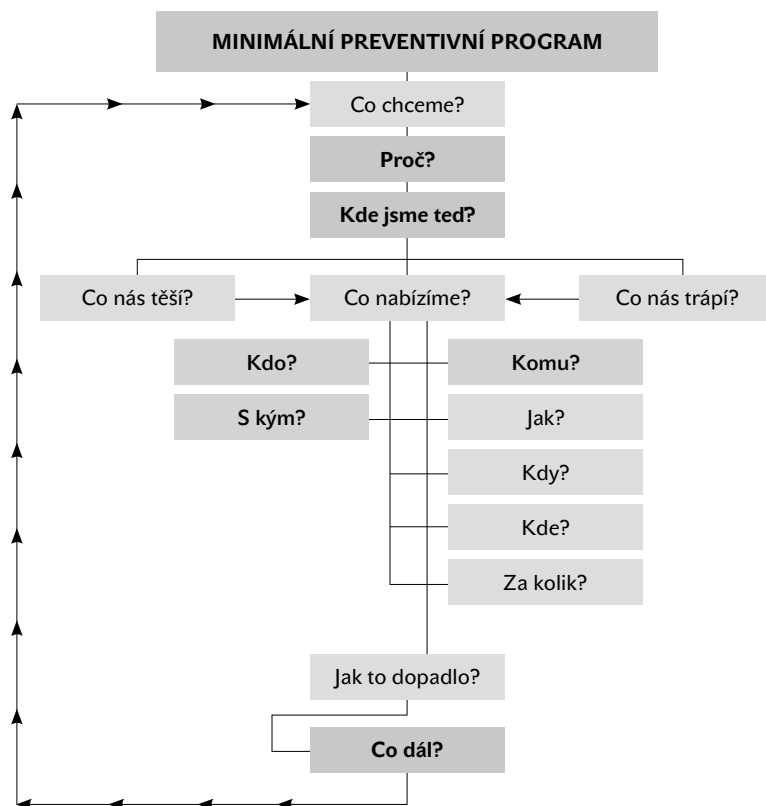 MINIMÁLNÍ PREVENTIVNÍ PROGRAM
Co chceme?
Proč?
Kde jsme teď?
Co nás těší?
Co nabízíme?
Co nás trápí?
Kdo?
Komu?
S kým?
Jak?
Kdy?
Kde?
Za kolik?
Jak to dopadlo?
Co dál?